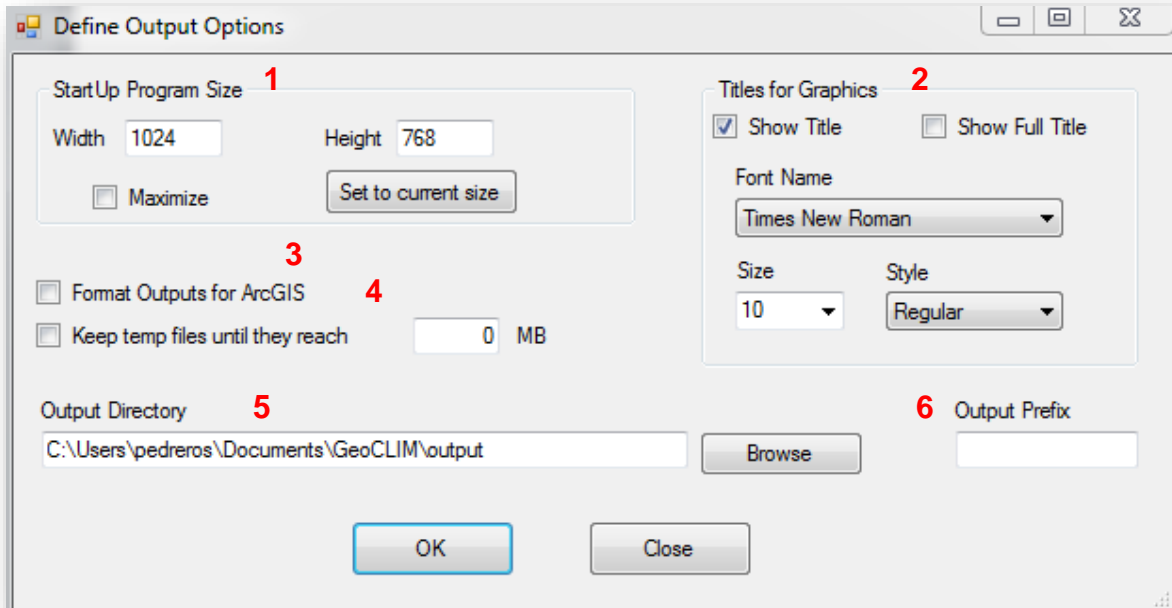 Define Output Options
StartUp Program Size 1
Width 1024 Height 768
Maximize Set to current size
2
Titles for Graphics
Show Title Show Full Title
Font Name
Times New Roman
Size Style
10 Regular
3
Format Outputs for ArcGIS 4
Keep temp files until they reach 0 MB
Output Directory 5
C:\Users\pedreros\Documents\GeoCLIM\output
Browse
6 Output Prefix
OK Close